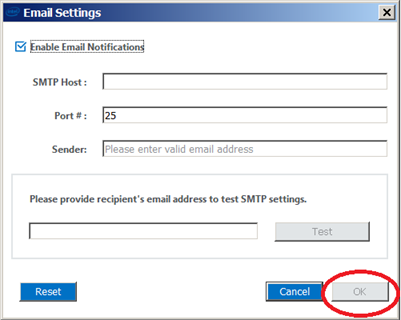 Email Settings
Enable Email Notifications
SMTP Host :
Port # : 25
Sender: Please enter valid email address
Please provide recipient's email address to test SMTP settings.
Test
Reset Cancel OK